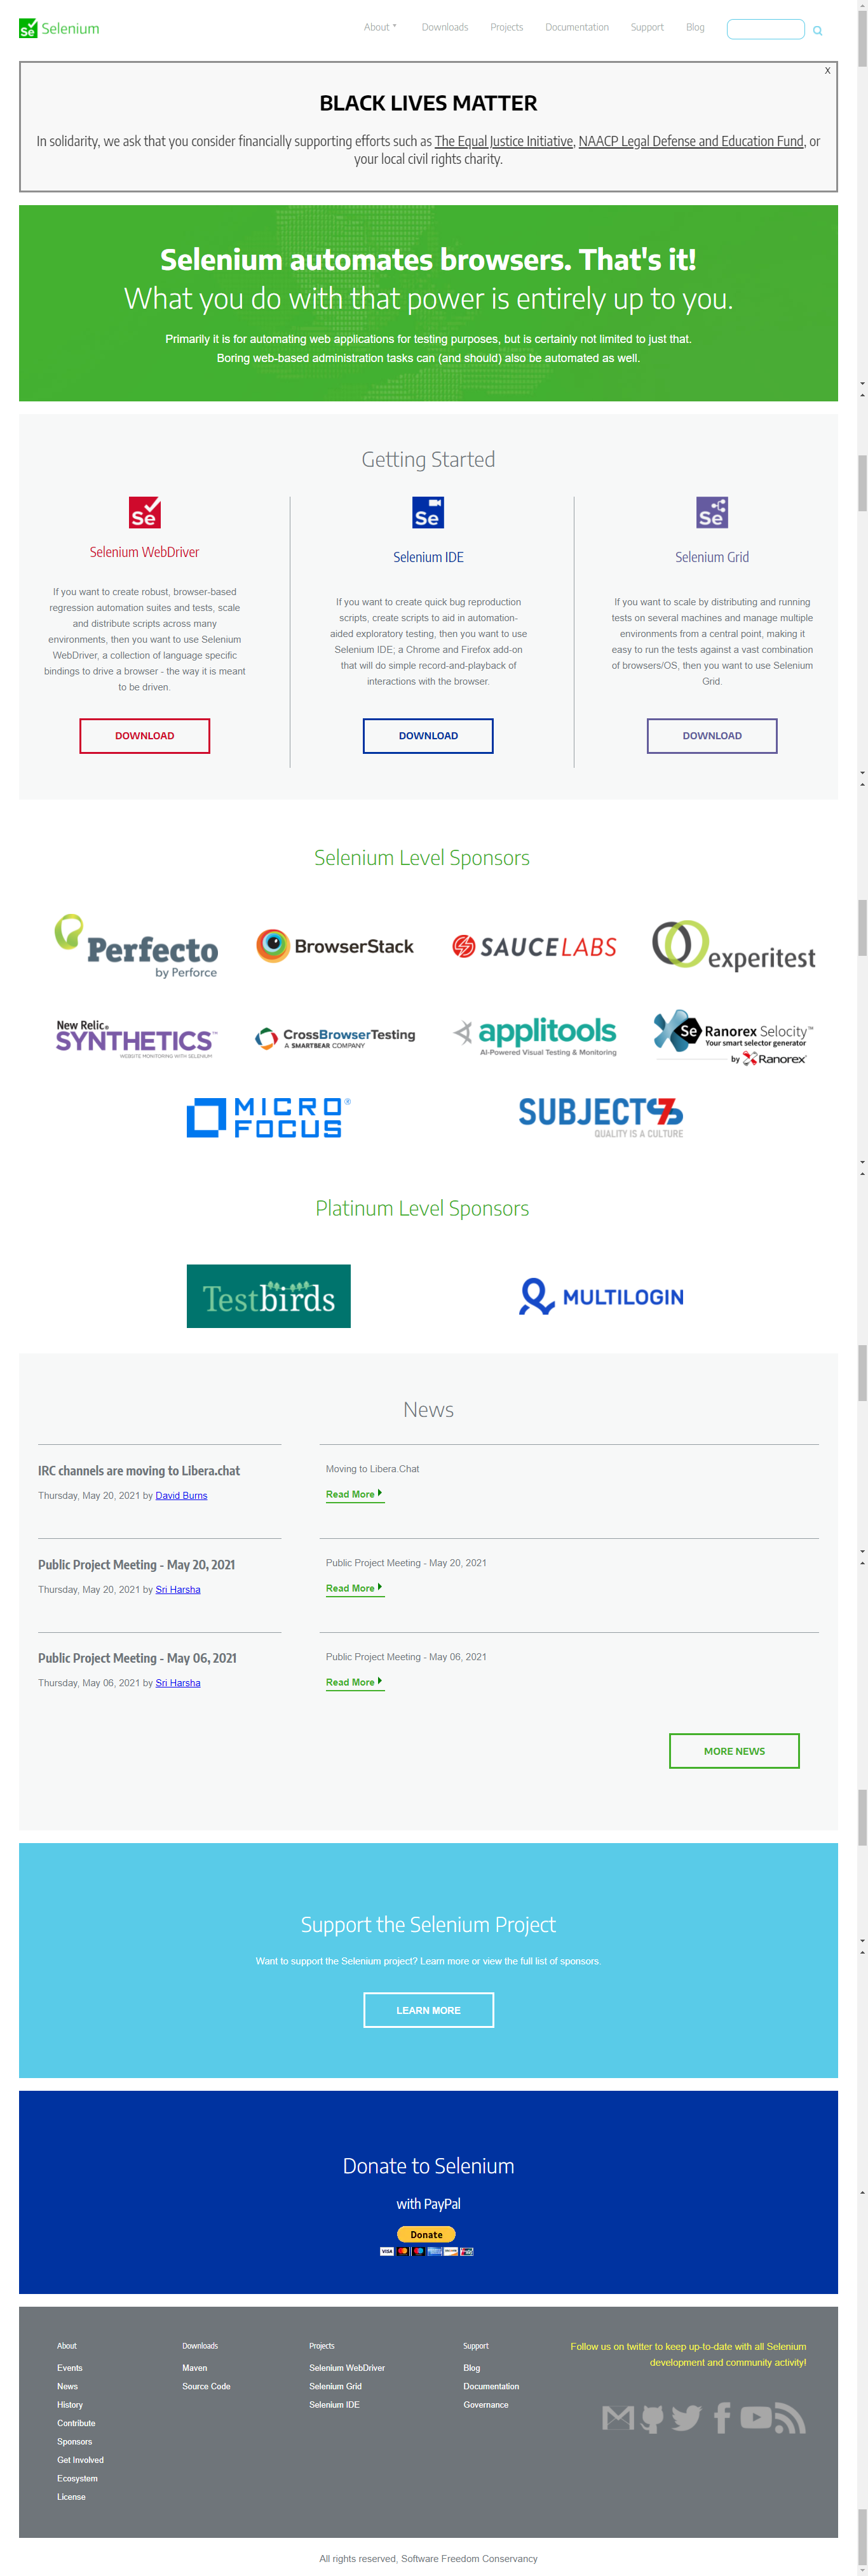 Se Selenium
About Downloads Projects Documentation Support Blog
X
BLACK LIVES MATTER
In solidarity, we ask that you consider financially supporting efforts such as The Equal Justice Initiative, NAACP Legal Defense and Education Fund, or
your local civil rights charity.
Selenium automates browsers. That's it!
What you do with that power is entirely up to you.
Primarily it is for automating web applications for testing purposes, but is certainly not limited to just that.
Boring web-based administration tasks can (and should) also be automated as well.
Getting Started
Se
Selenium WebDriver
If you want to create robust, browser-based
regression automation suites and tests, scale
and distribute scripts across many
environments, then you want to use Selenium
WebDriver, a collection of language specific
bindings to drive a browser - the way it is meant
to be driven.
DOWNLOAD
Se
Selenium IDE
If you want to create quick bug reproduction
scripts, create scripts to aid in automation-
aided exploratory testing, then you want to use
Selenium IDE; a Chrome and Firefox add-on
that will do simple record-and-playback of
interactions with the browser.
DOWNLOAD
Se
Selenium Grid
If you want to scale by distributing and running
tests on several machines and manage multiple
environments from a central point, making it
easy to run the tests against a vast combination
of browsers/OS, then you want to use Selenium
Grid.
DOWNLOAD
Selenium Level Sponsors
Perfecto
by Perforce
BrowserStack
SAUCELABS
experitest
New Relic®
SYNTHETICS™
WEBSITE MONITORING WITH SELENIUM
CrossBrowserTesting
A SMARTBEAR COMPANY
applitools
AI-Powered Visual Testing & Monitoring
Se Ranorex Selocity™
Your smart selector generator
by Ranorex®
MICRO®
FOCUS
SUBJECT7
QUALITY IS A CULTURE
Platinum Level Sponsors
Testbirds
MULTILOGIN
News
IRC channels are moving to Libera.chat
Thursday, May 20, 2021 by David Burns
Moving to Libera.Chat
Read More
Public Project Meeting - May 20, 2021
Thursday, May 20, 2021 by Sri Harsha
Public Project Meeting - May 20, 2021
Read More
Public Project Meeting - May 06, 2021
Thursday, May 06, 2021 by Sri Harsha
Public Project Meeting - May 06, 2021
Read More
MORE NEWS
Support the Selenium Project
Want to support the Selenium project? Learn more or view the full list of sponsors.
LEARN MORE
Donate to Selenium
with PayPal
Donate
VISA
About
Events
News
History
Contribute
Sponsors
Get Involved
Ecosystem
License
Downloads
Maven
Source Code
Projects
Selenium WebDriver
Selenium Grid
Selenium IDE
Support
Blog
Documentation
Governance
Follow us on twitter to keep up-to-date with all Selenium
development and community activity!
All rights reserved, Software Freedom Conservancy